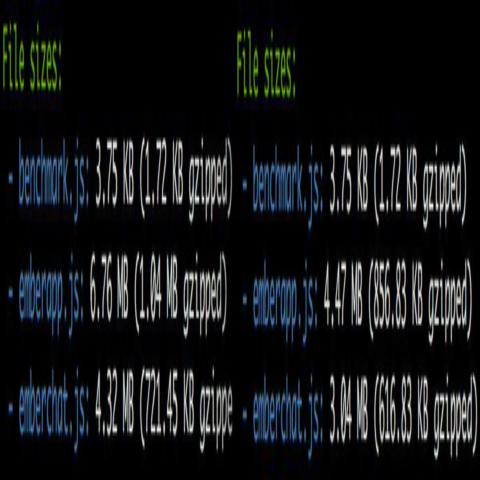 File sizes:
- benchmark.js: 3.75 KB (1.72 KB gzipped)
- emberapp.js: 6.76 MB (1.04 MB gzipped)
- emberchat.js: 4.32 MB (721.45 KB gzippe
File sizes:
- benchmark.js: 3.75 KB (1.72 KB gzipped)
- emberapp.js: 4.47 MB (856.83 KB gzipped)
- emberchat.js: 3.04 MB (616.83 KB gzipped)